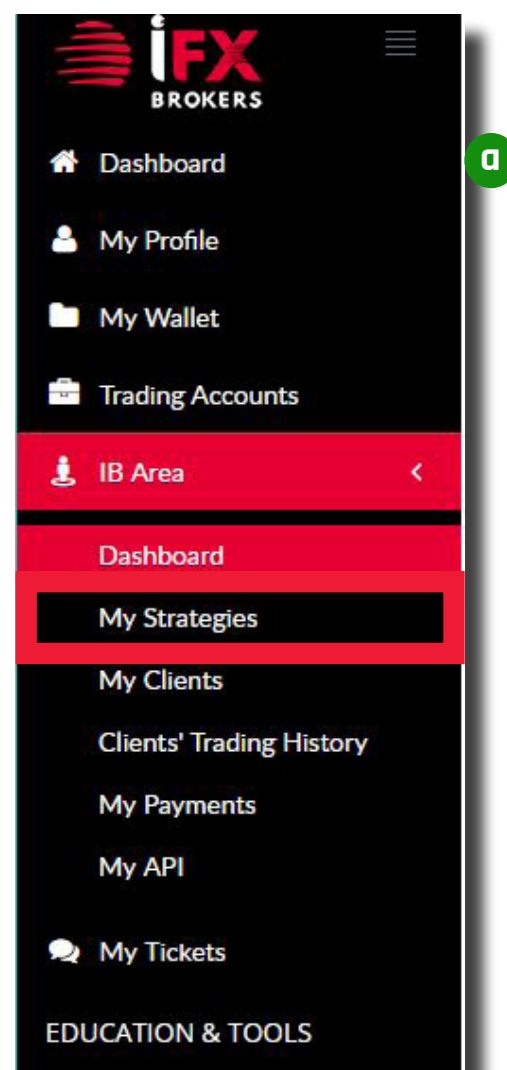 iFX
BROKERS
Dashboard
a
My Profile
My Wallet
Trading Accounts
IB Area
Dashboard
My Strategies
My Clients
Clients' Trading History
My Payments
My API
My Tickets
EDUCATION & TOOLS